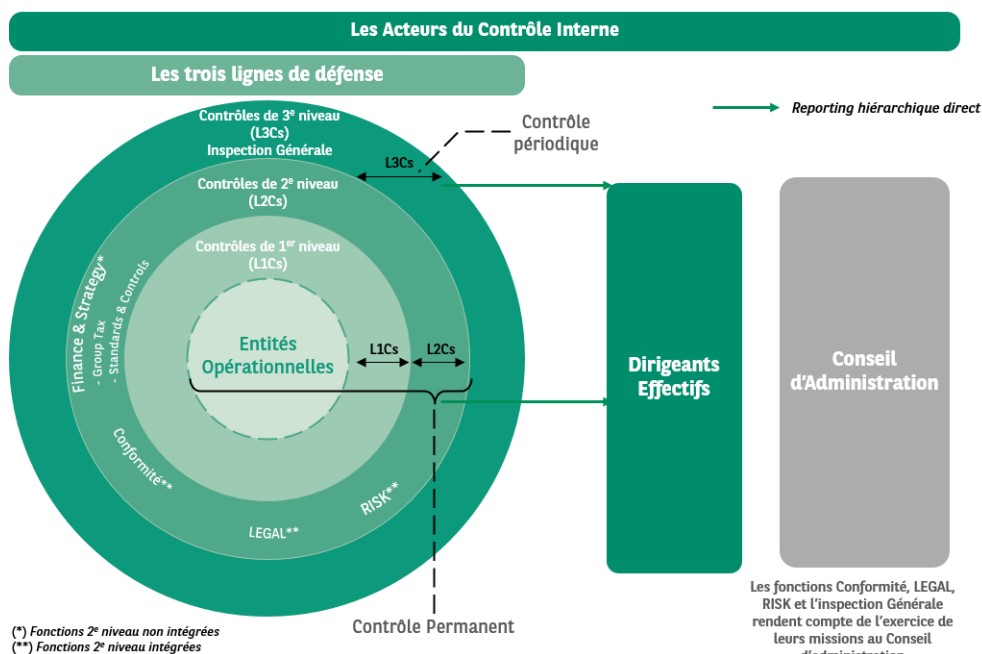 Les Acteurs du Contrôle Interne
Les trois lignes de défense
Reporting hiérarchique direct
Contrôles de 3ᵉ niveau
(L3Cs)
Inspection Générale
Contrôle
périodique
L3Cs
Contrôles de 2ᵉ niveau
(L2Cs)
Contrôles de 1ᵉʳ niveau
(L1Cs)
Finance & Strategy*
- Group Tax
- Standards & Controls
Entités
Opérationnelles
L1Cs
L2Cs
Dirigeants
Effectifs
Conseil
d’Administration
Conformité**
RISK**
LEGAL**
Contrôle Permanent
Les fonctions Conformité, LEGAL,
RISK et l’inspection Générale
rendent compte de l’exercice de
leurs missions au Conseil
d’administration
(*) Fonctions 2ᵉ niveau non intégrées
(**) Fonctions 2ᵉ niveau intégrées